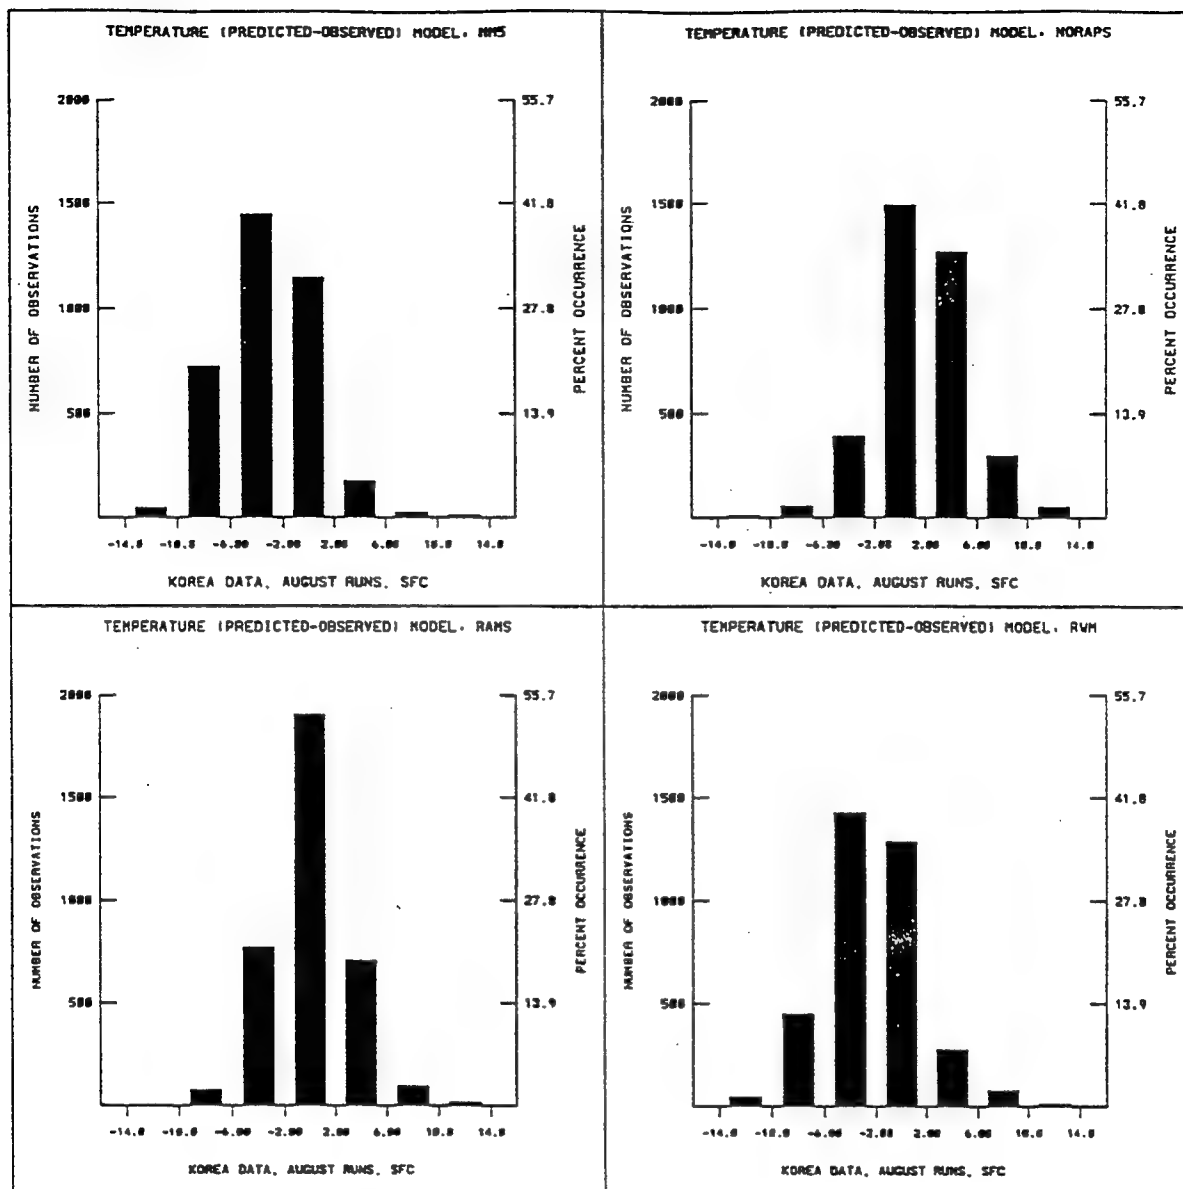 TEMPERATURE (PREDICTED-OBSERVED) MODEL. MM5
2000
1500
1000
500
NUMBER OF OBSERVATIONS
55.7
41.8
27.8
13.9
PERCENT OCCURRENCE
-14.0 -10.0 -6.00 -2.00 2.00 6.00 10.0 14.0
KOREA DATA, AUGUST RUNS, SFC
TEMPERATURE (PREDICTED-OBSERVED) MODEL. NORAPS
2000
1500
1000
500
NUMBER OF OBSERVATIONS
55.7
41.8
27.8
13.9
PERCENT OCCURRENCE
-14.0 -10.0 -6.00 -2.00 2.00 6.00 10.0 14.0
KOREA DATA, AUGUST RUNS, SFC
TEMPERATURE (PREDICTED-OBSERVED) MODEL. RAMS
2000
1500
1000
500
NUMBER OF OBSERVATIONS
55.7
41.8
27.8
13.9
PERCENT OCCURRENCE
-14.0 -10.0 -6.00 -2.00 2.00 6.00 10.0 14.0
KOREA DATA, AUGUST RUNS, SFC
TEMPERATURE (PREDICTED-OBSERVED) MODEL. RWM
2000
1500
1000
500
NUMBER OF OBSERVATIONS
55.7
41.8
27.8
13.9
PERCENT OCCURRENCE
-14.0 -10.0 -6.00 -2.00 2.00 6.00 10.0 14.0
KOREA DATA, AUGUST RUNS, SFC